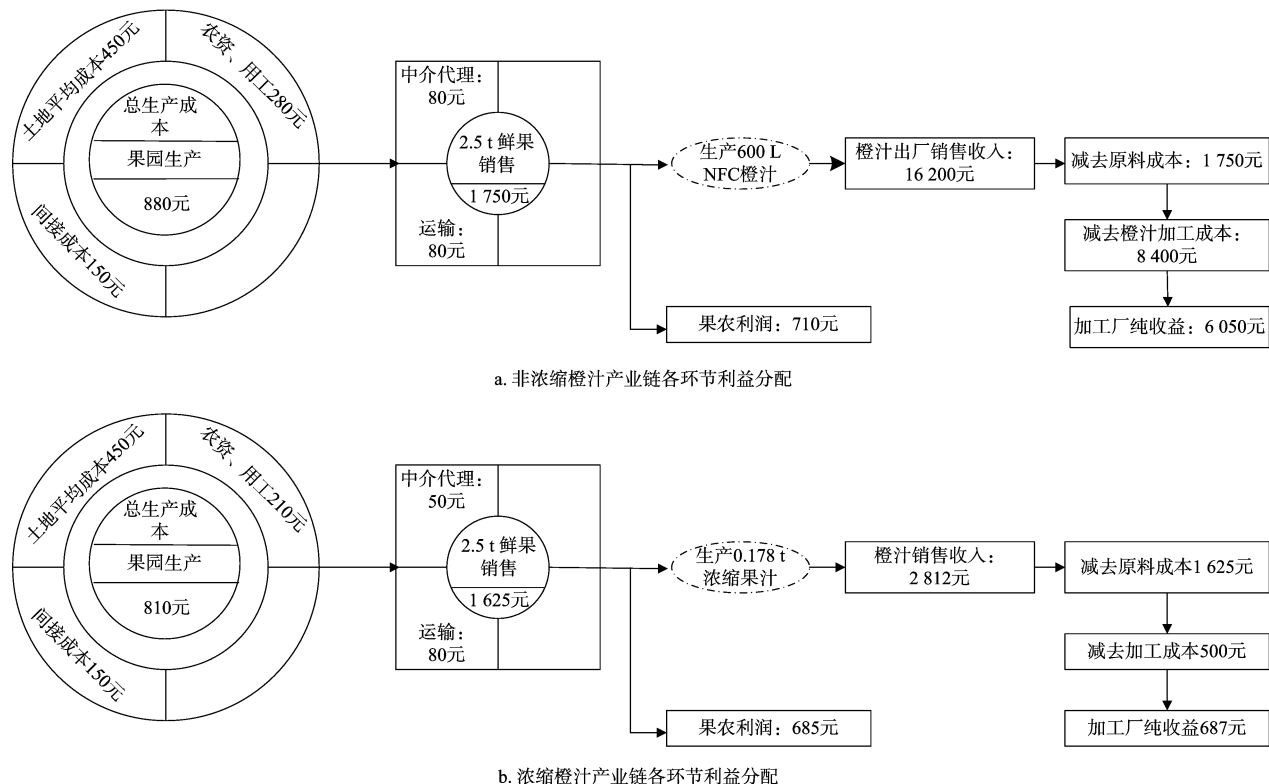 土地平均成本450元
农资、用工280元
总生产成
本
果园生产
880元
间接成本150元
中介代理：
80元
2.5 t 鲜果
销售
1 750元
运输：
80元
生产600 L
NFC橙汁
橙汁出厂销售收入：
16 200元
减去原料成本：1 750元
减去橙汁加工成本：
8 400元
加工厂纯收益：6 050元
果农利润：710元
a. 非浓缩橙汁产业链各环节利益分配
土地平均成本450元
农资、用工210元
总生产成
本
果园生产
810元
间接成本150元
中介代理：
50元
2.5 t 鲜果
销售
1 625元
运输：
80元
生产0.178 t
浓缩果汁
橙汁销售收入：
2 812元
减去原料成本1 625元
减去加工成本500元
加工厂纯收益687元
果农利润：685元
b. 浓缩橙汁产业链各环节利益分配